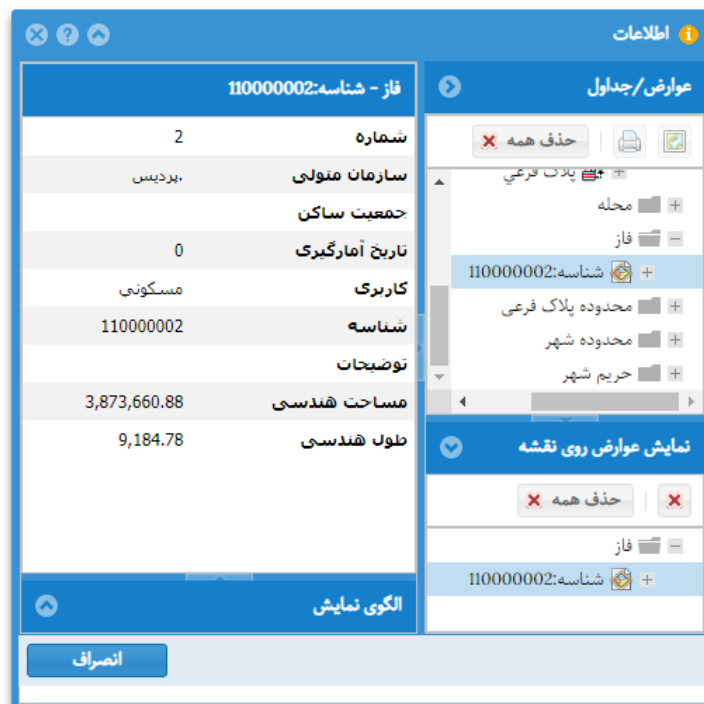 اطلاعات
عوارض/جداول
حذف همه
پلاک فرعي
محله
فاز
شناسه:110000002
محدوده پلاک فرعی
محدوده شهر
حریم شهر
نمایش عوارض روی نقشه
حذف همه
فاز
شناسه:110000002
فاز - شناسه:110000002
شماره 2
سازمان متولی پردیس.
جمعیت ساکن
تاریخ آمارگیری 0
کاربری مسکونی
شناسه 110000002
توضیحات
مساحت هندسی 3,873,660.88
طول هندسی 9,184.78
الگوی نمایش
انصراف